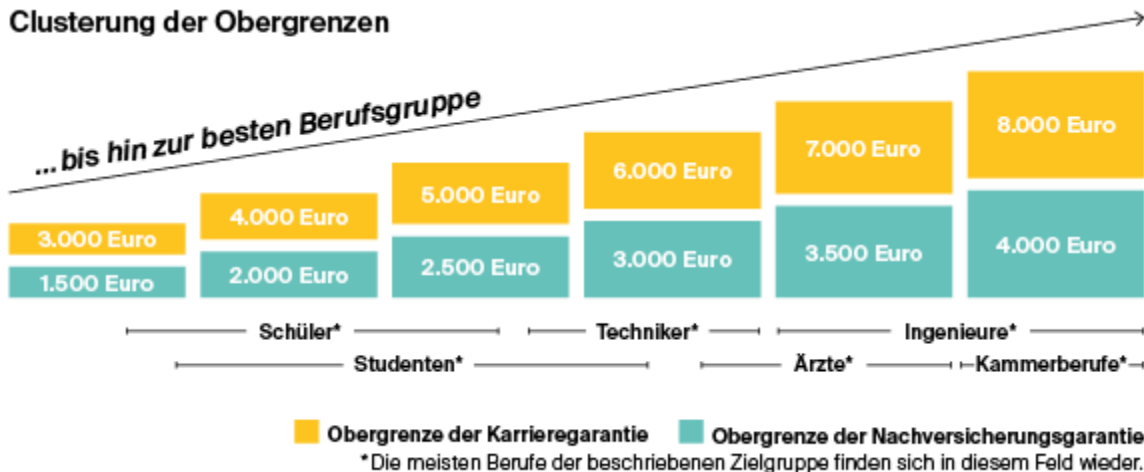 Clusterung der Obergrenzen
...bis hin zur besten Berufsgruppe
3.000 Euro
1.500 Euro
4.000 Euro
2.000 Euro
5.000 Euro
2.500 Euro
6.000 Euro
3.000 Euro
7.000 Euro
3.500 Euro
8.000 Euro
4.000 Euro
Schüler* Techniker* Ingenieure*
Studenten* Ärzte* Kammerberufe*
Obergrenze der Karrieregarantie Obergrenze der Nachversicherungsgarantie
*Die meisten Berufe der beschriebenen Zielgruppe finden sich in diesem Feld wieder.